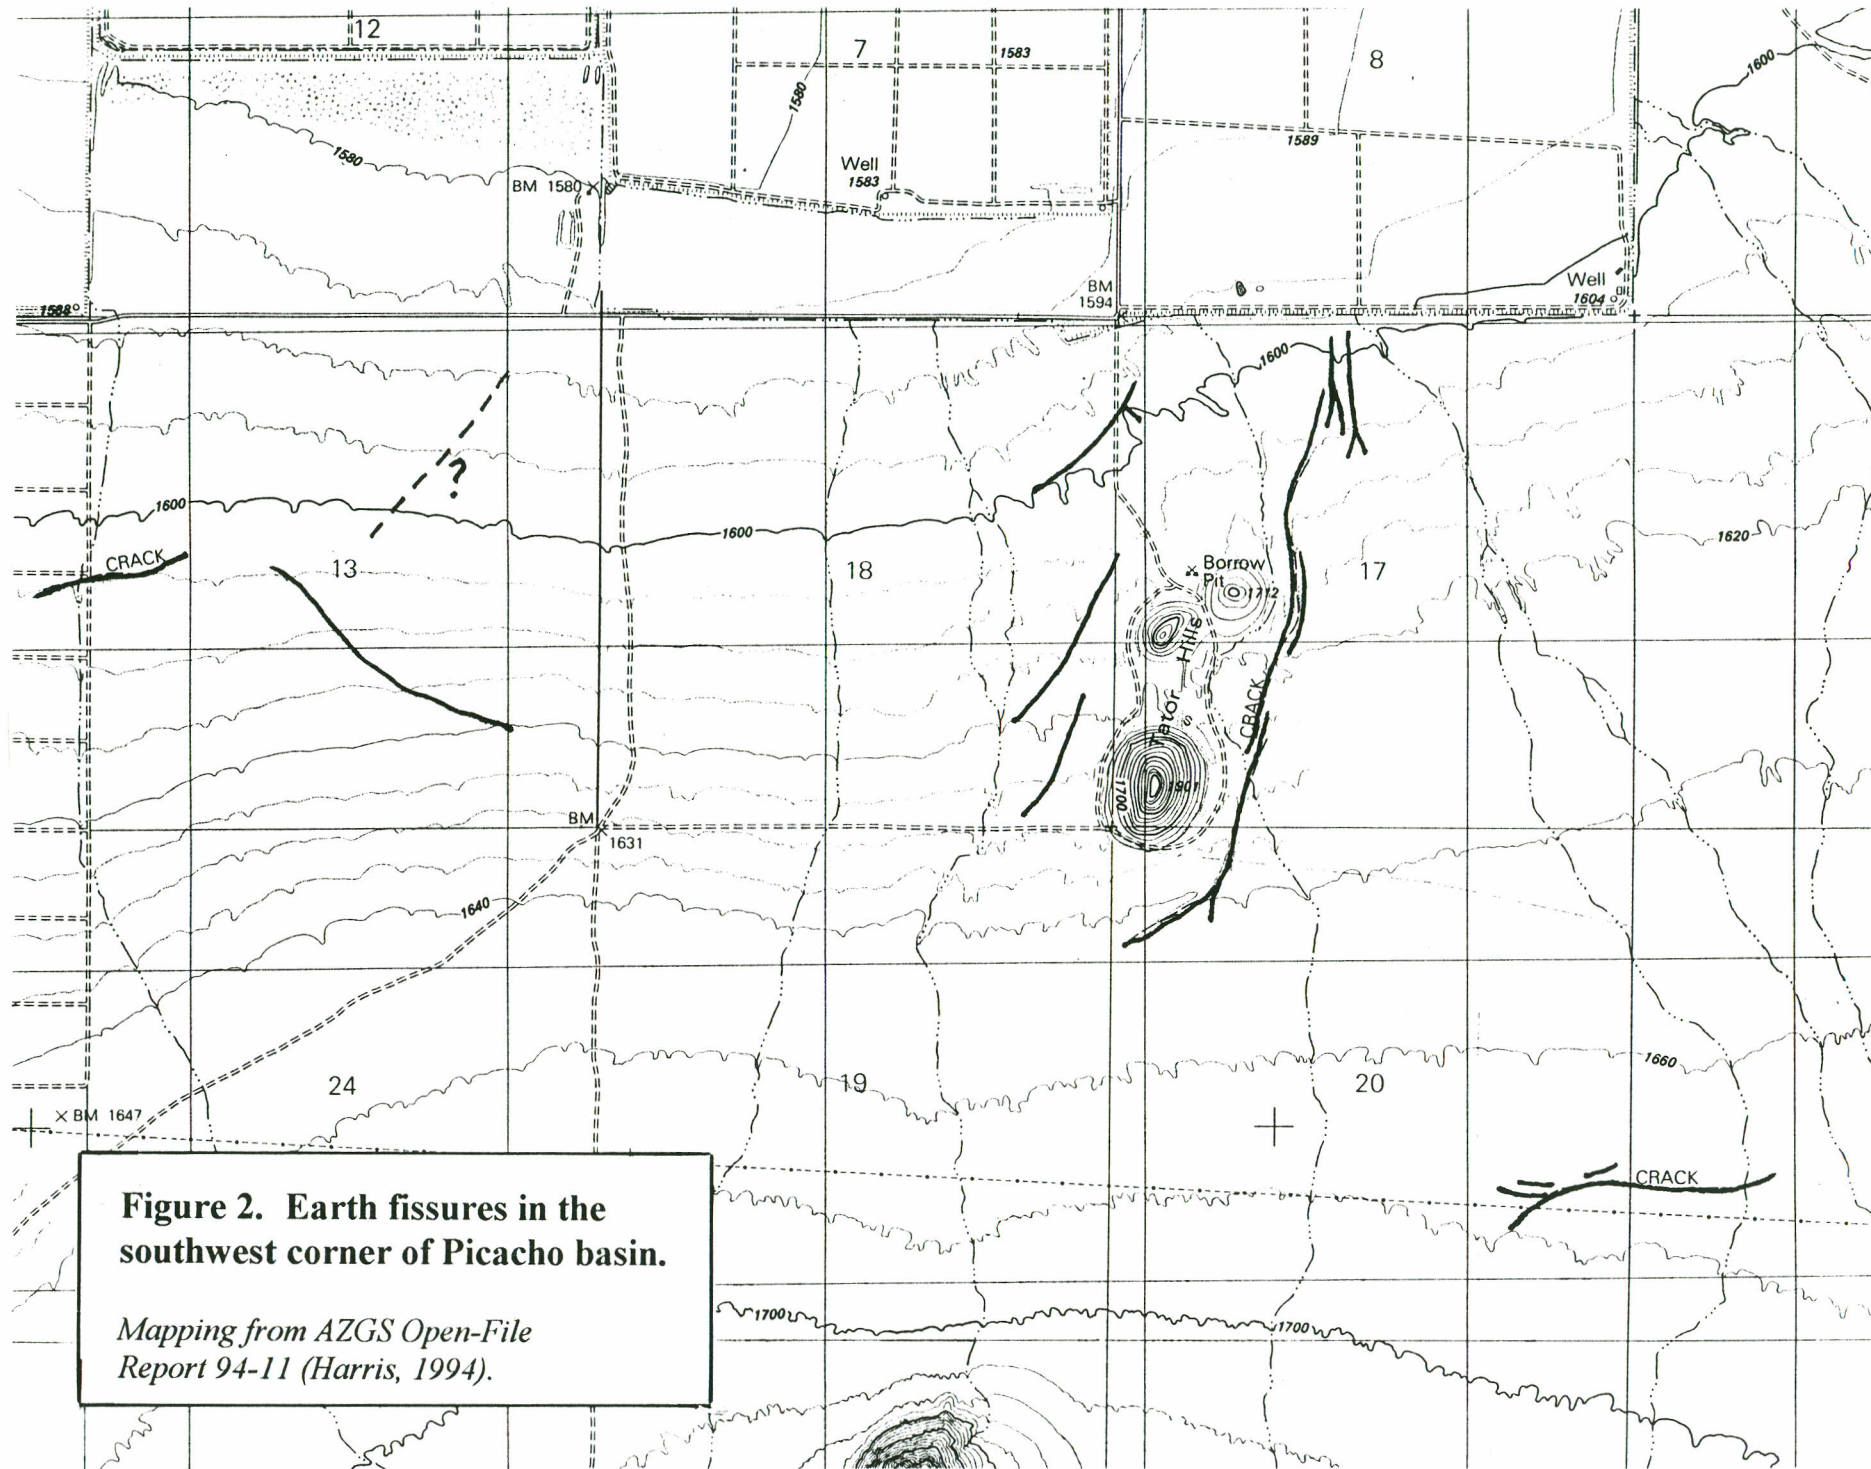 12
7
1583
8
1600
1580
1580
1589
Well
1583
BM 1580
BM
1594
Well
1604
1588
1600
1600
1600
1620
?
CRACK
13
18
Borrow
Pit
1712
17
Hills
Tator
CRACK
1700
1901
BM
1631
1640
24
19
20
1660
BM 1647
CRACK
Figure 2. Earth fissures in the
southwest corner of Picacho basin.
Mapping from AZGS Open-File
Report 94-11 (Harris, 1994).
1700
1700